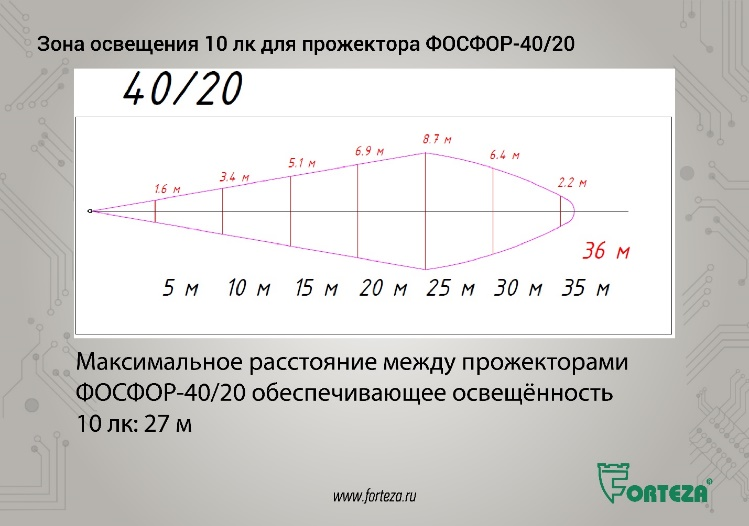 Зона освещения 10 лк для прожектора ФОСФОР-40/20
40/20
1.6 м 3.4 м 5.1 м 6.9 м 8.7 м 6.4 м 2.2 м
36 м
5 м 10 м 15 м 20 м 25 м 30 м 35 м
Максимальное расстояние между прожекторами
ФОСФОР-40/20 обеспечивающее освещённость
10 лк: 27 м
www.forteza.ru
FORTEZA®